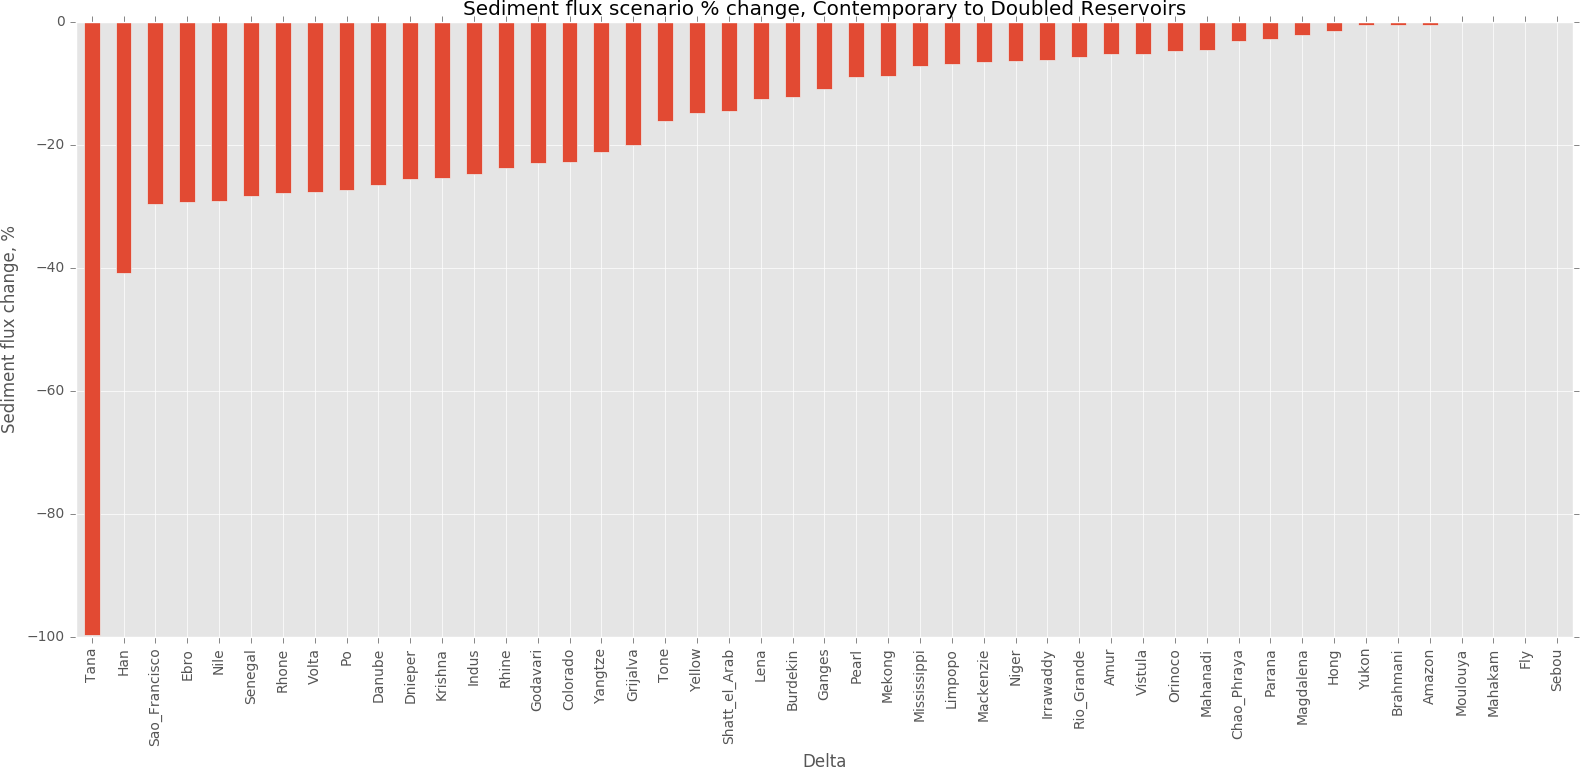 Sediment flux scenario % change, Contemporary to Doubled Reservoirs
Sediment flux change, %
0
−20
−40
−60
−80
−100
Tana
Han
Sao_Francisco
Ebro
Nile
Senegal
Rhone
Volta
Po
Danube
Dnieper
Krishna
Indus
Rhine
Godavari
Colorado
Yangtze
Grijalva
Tone
Yellow
Shatt_el_Arab
Lena
Burdekin
Ganges
Pearl
Mekong
Mississippi
Limpopo
Mackenzie
Niger
Irrawaddy
Rio_Grande
Amur
Vistula
Orinoco
Mahanadi
Chao_Phraya
Parana
Magdalena
Hong
Yukon
Brahmani
Amazon
Moulouya
Mahakam
Fly
Sebou
Delta